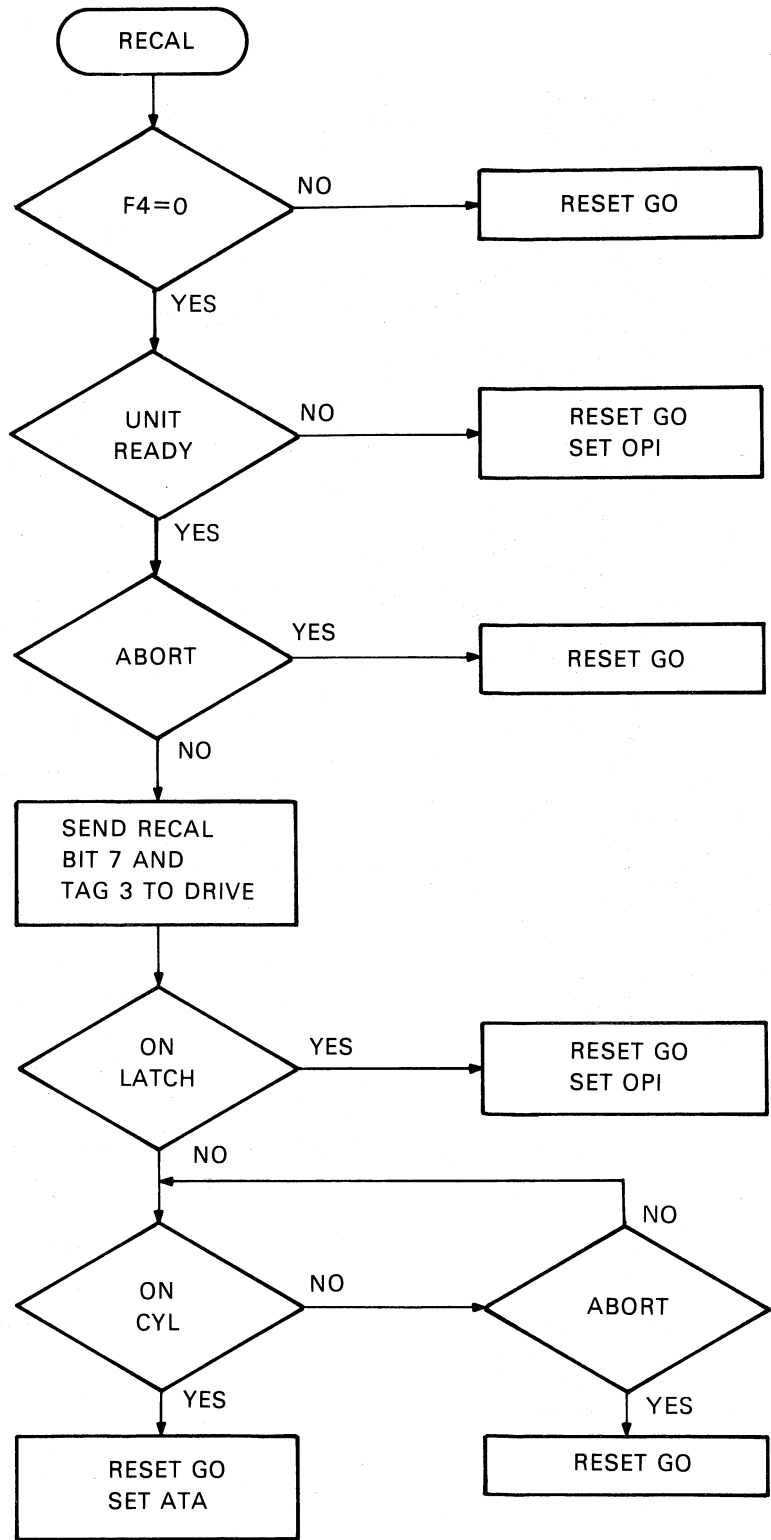 RECAL
F4=0
NO
RESET GO
YES
UNIT
READY
NO
RESET GO
SET OPI
YES
ABORT
YES
RESET GO
NO
SEND RECAL
BIT 7 AND
TAG 3 TO DRIVE
ON
LATCH
YES
RESET GO
SET OPI
NO
ON
CYL
NO
ABORT
NO
YES
RESET GO
SET ATA
YES
RESET GO